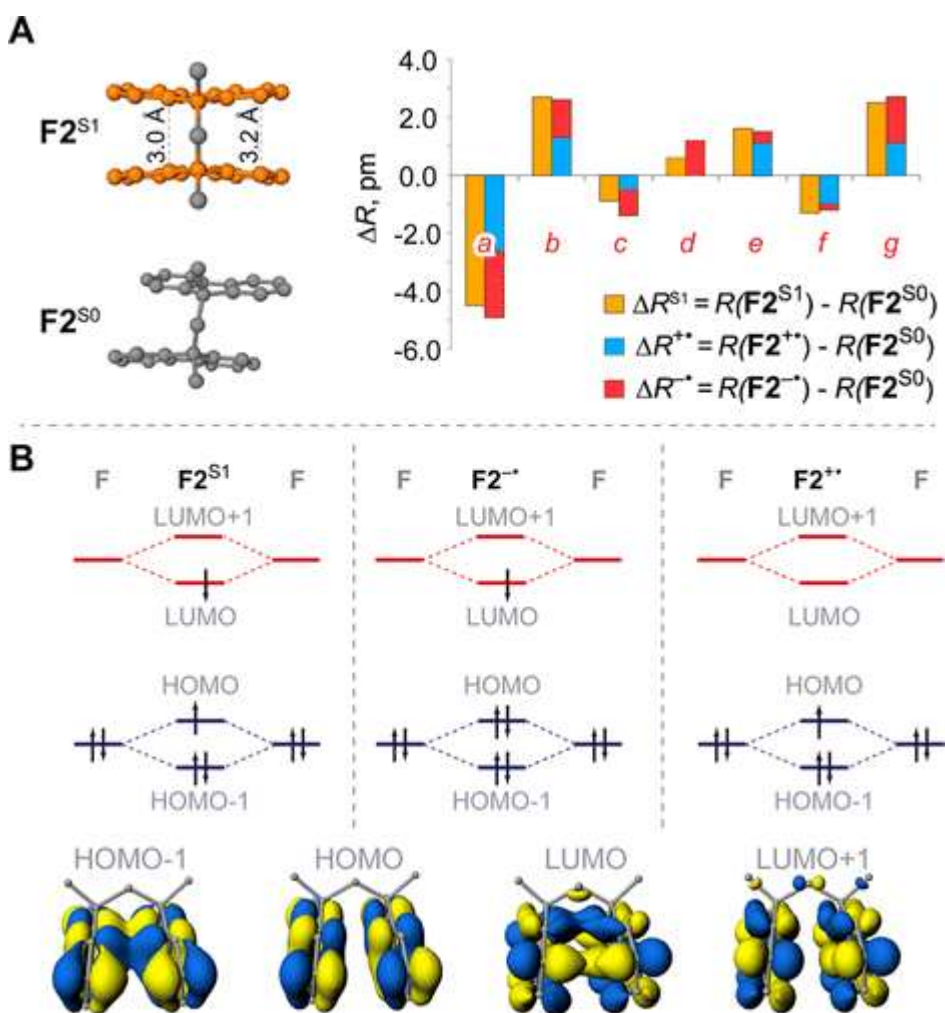 A
F2S1
3.0 Å
3.2 Å
F2S0
ΔR, pm
4.0
2.0
0.0
-2.0
-4.0
-6.0
a b c d e f g
ΔRS1 = R(F2S1) - R(F2S0)
ΔR+• = R(F2+•) - R(F2S0)
ΔR−• = R(F2−•) - R(F2S0)
B
F F2S1 F F F2−• F F F2+• F
LUMO+1 LUMO+1 LUMO+1
LUMO LUMO LUMO
HOMO HOMO HOMO
HOMO-1 HOMO-1 HOMO-1
HOMO-1 HOMO LUMO LUMO+1